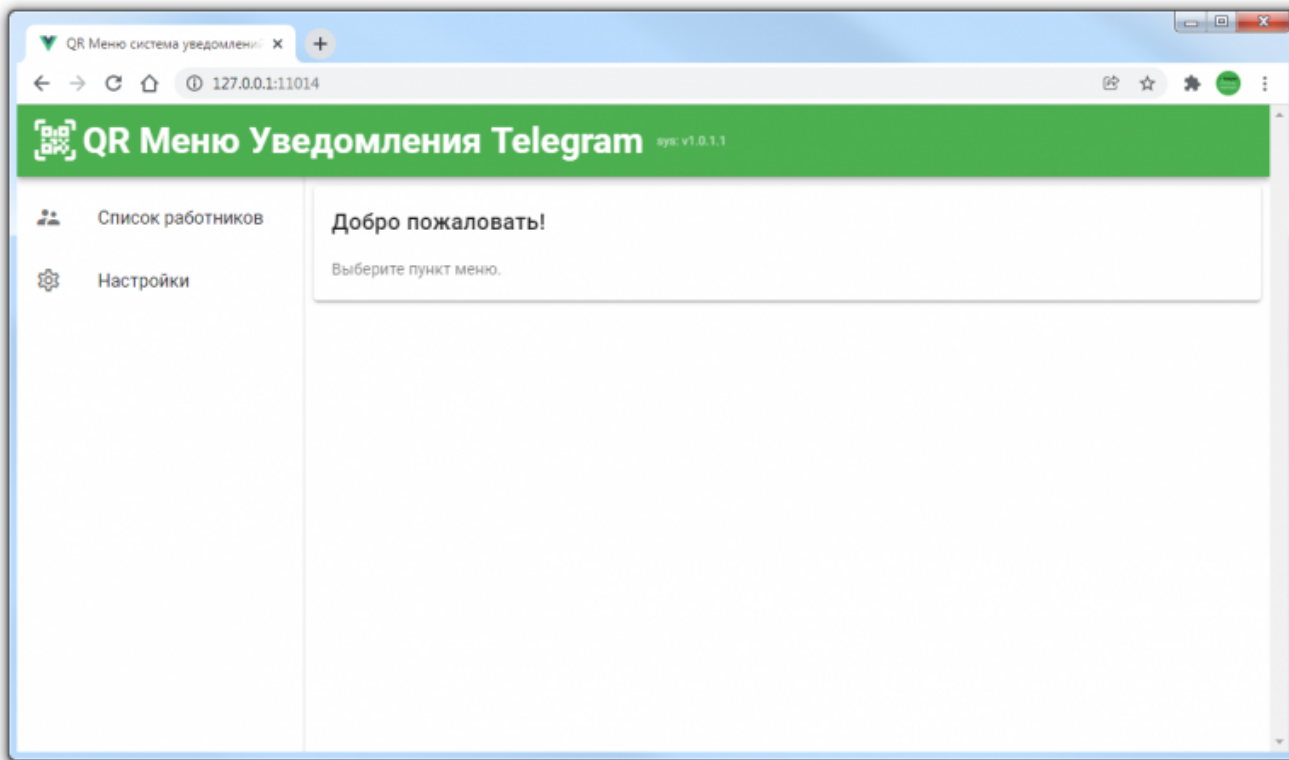 QR Меню система уведомлени
127.0.0.1:11014
QR Меню Уведомления Telegram sys: v1.0.1.1
Список работников
Настройки
Добро пожаловать!
Выберите пункт меню.